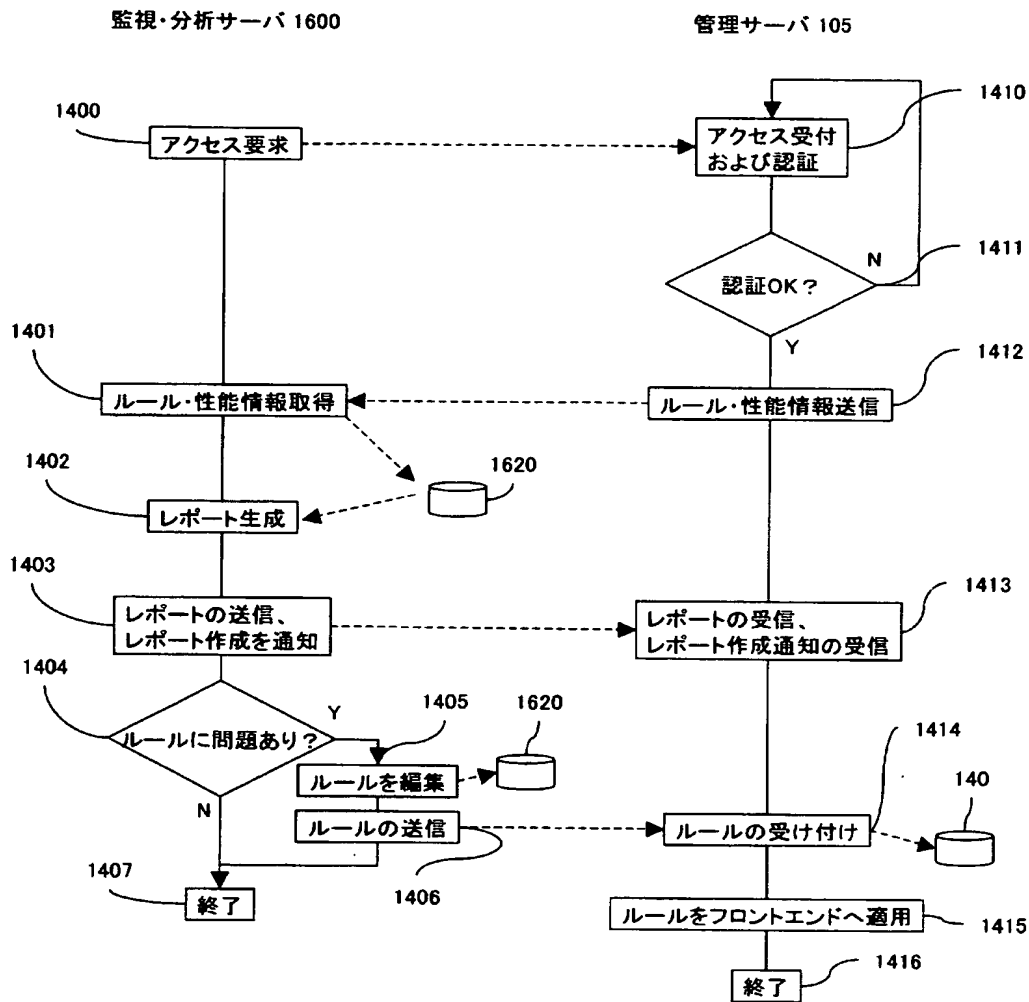 監視・分析サーバ 1600
管理サーバ 105
1400
アクセス要求
1410
アクセス受付
および認証
1411
N
認証OK？
Y
1401
ルール・性能情報取得
1412
ルール・性能情報送信
1402
レポート生成
1620
1403
レポートの送信、
レポート作成を通知
1413
レポートの受信、
レポート作成通知の受信
1404
ルールに問題あり？
Y
N
1405
ルールを編集
1620
ルールの送信
1406
1414
ルールの受け付け
140
1407
終了
ルールをフロントエンドへ適用
1415
終了
1416